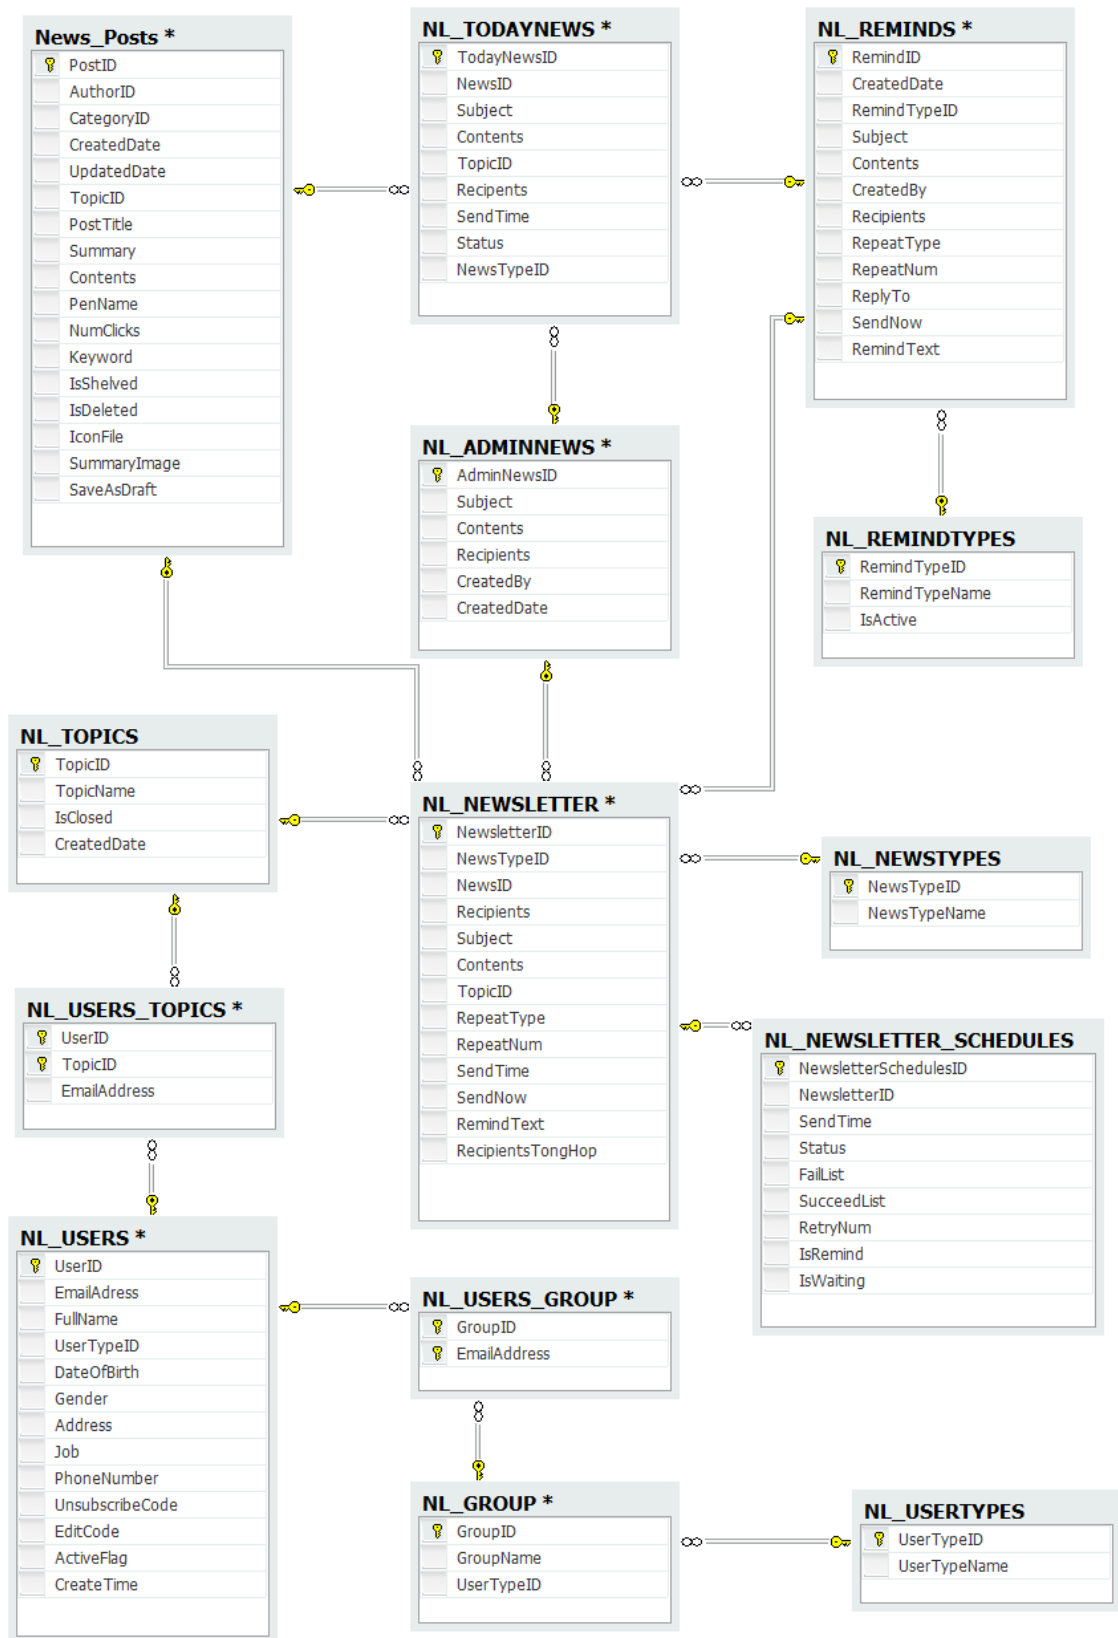 News_Posts *
PostID
AuthorID
CategoryID
CreatedDate
UpdatedDate
TopicID
PostTitle
Summary
Contents
PenName
NumClicks
Keyword
IsShelved
IsDeleted
IconFile
SummaryImage
SaveAsDraft
NL_TODAYNEWS *
TodayNewsID
NewsID
Subject
Contents
TopicID
Recipents
SendTime
Status
NewsTypeID
NL_REMINDS *
RemindID
CreatedDate
RemindTypeID
Subject
Contents
CreatedBy
Recipients
RepeatType
RepeatNum
ReplyTo
SendNow
RemindText
NL_ADMINNEWS *
AdminNewsID
Subject
Contents
Recipients
CreatedBy
CreatedDate
NL_REMINDTYPES
RemindTypeID
RemindTypeName
IsActive
NL_TOPICS
TopicID
TopicName
IsClosed
CreatedDate
NL_NEWSLETTER *
NewsletterID
NewsTypeID
NewsID
Recipients
Subject
Contents
TopicID
RepeatType
RepeatNum
SendTime
SendNow
RemindText
RecipientsTongHop
NL_NEWSTYPES
NewsTypeID
NewsTypeName
NL_USERS_TOPICS *
UserID
TopicID
EmailAddress
NL_NEWSLETTER_SCHEDULES
NewsletterSchedulesID
NewsletterID
SendTime
Status
FailList
SucceedList
RetryNum
IsRemind
IsWaiting
NL_USERS *
UserID
EmailAdress
FullName
UserTypeID
DateOfBirth
Gender
Address
Job
PhoneNumber
UnsubscribeCode
EditCode
ActiveFlag
CreateTime
NL_USERS_GROUP *
GroupID
EmailAddress
NL_GROUP *
GroupID
GroupName
UserTypeID
NL_USERTYPES
UserTypeID
UserTypeName